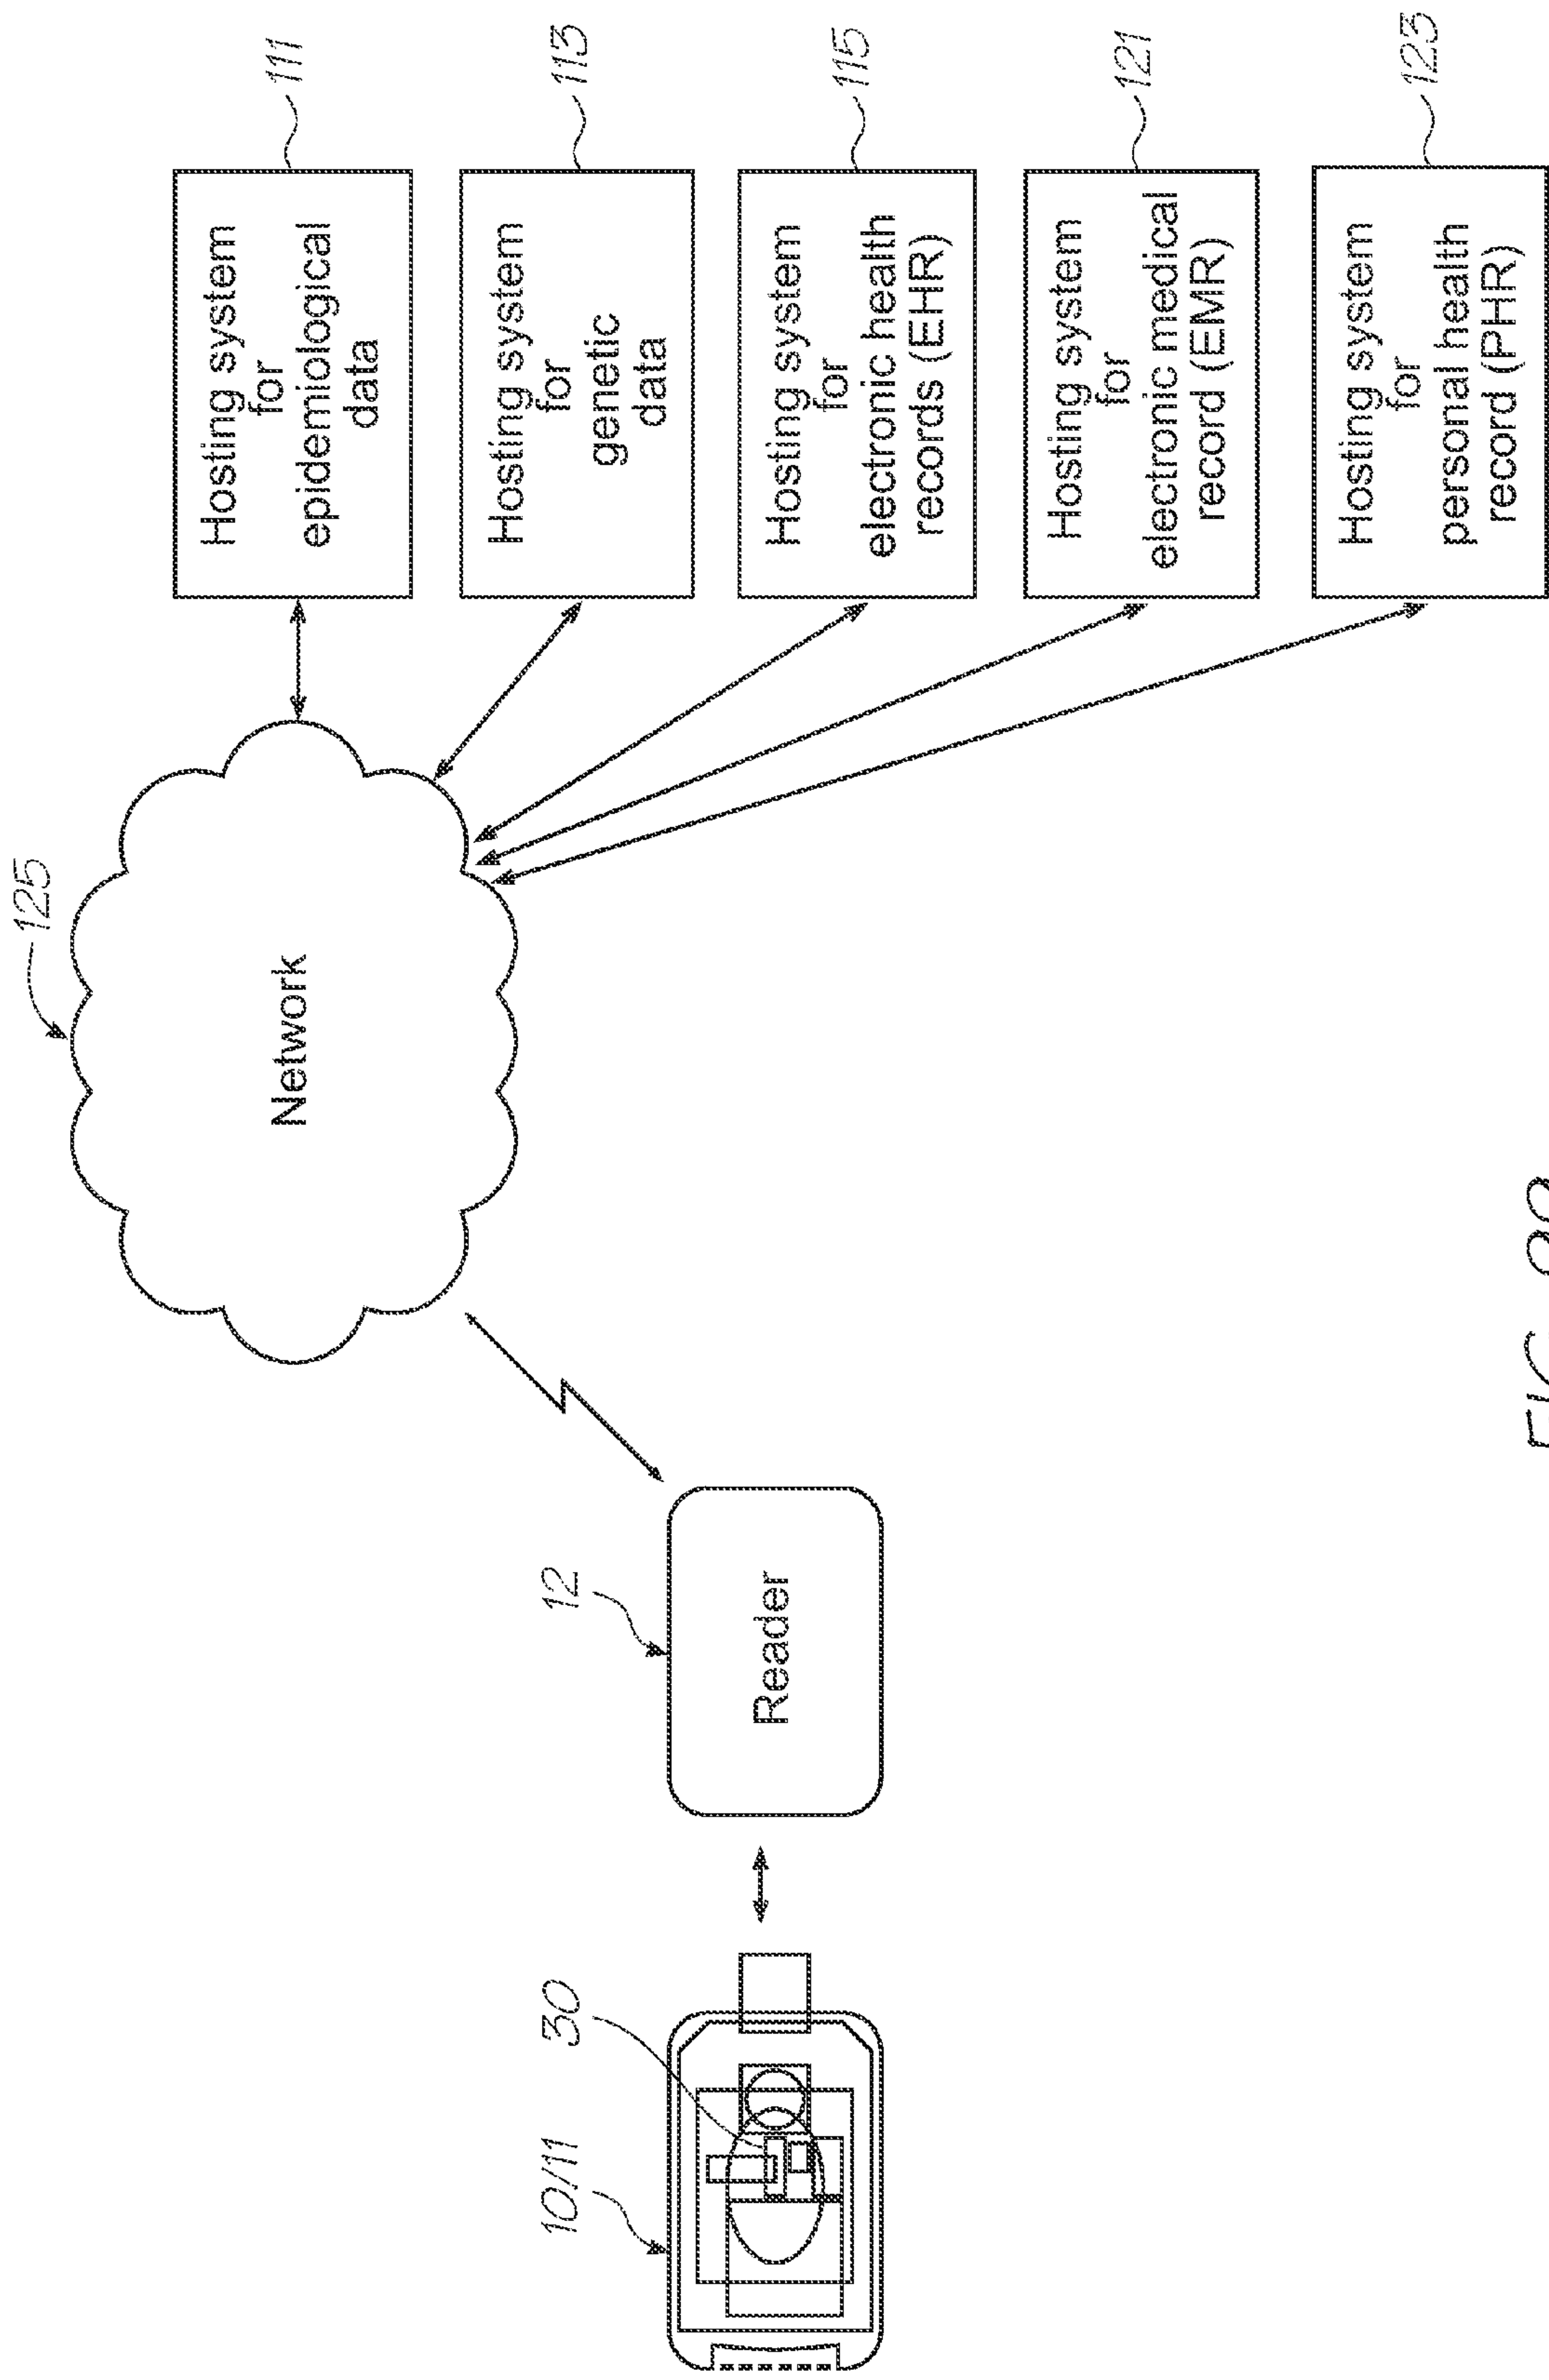 125
Network
Hosting system
for
epidemiological
data
111
Hosting system
for
genetic
data
113
Hosting system
for
electronic health
records (EHR)
115
Hosting system
for
electronic medical
record (EMR)
121
Hosting system
for
personal health
record (PHR)
123
12
Reader
10/11
30
FIG.